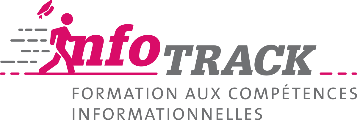 infoTRACK
FORMATION AUX COMPÉTENCES
INFORMATIONNELLES